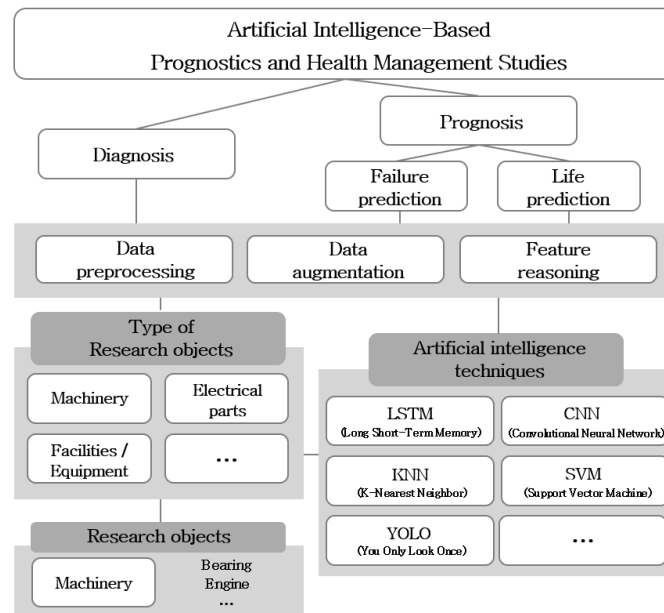 Artificial Intelligence-Based
Prognostics and Health Management Studies
Prognosis
Diagnosis
Failure
prediction
Life
prediction
Data
preprocessing
Data
augmentation
Feature
reasoning
Type of
Research objects
Machinery
Electrical
parts
Facilities /
Equipment
...
Artificial intelligence
techniques
LSTM
(Long Short-Term Memory)
CNN
(Convolutional Neural Network)
KNN
(K-Nearest Neighbor)
SVM
(Support Vector Machine)
YOLO
(You Only Look Once)
...
Research objects
Machinery
Bearing
Engine
...